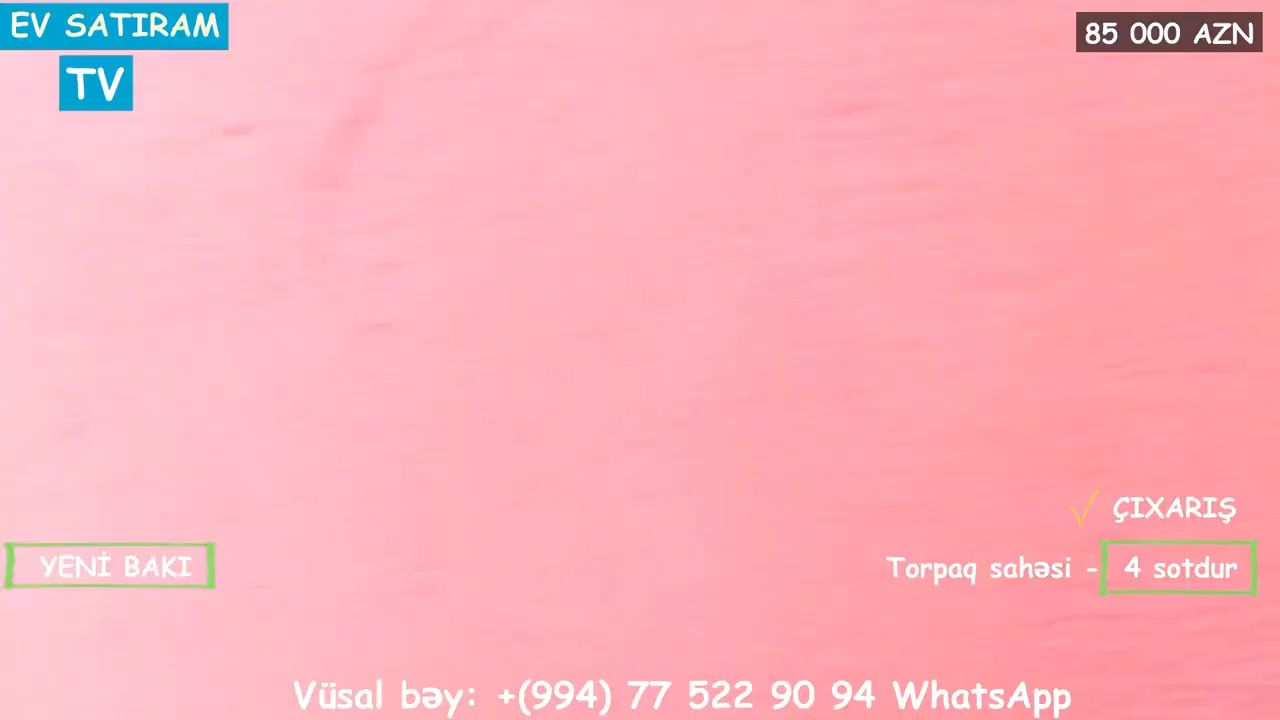 EV SATIRAM
TV
85 000 AZN
ÇIXARIŞ
YENİ BAKI
Torpaq sahəsi - 4 sotdur
Vüsal bəy: +(994) 77 522 90 94 WhatsApp